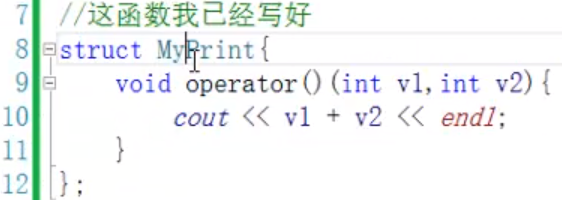 7 //这函数我已经写好
8 struct MyPrint{
9 void operator()(int v1,int v2){
10 cout << v1 + v2 << endl;
11 }
12 };